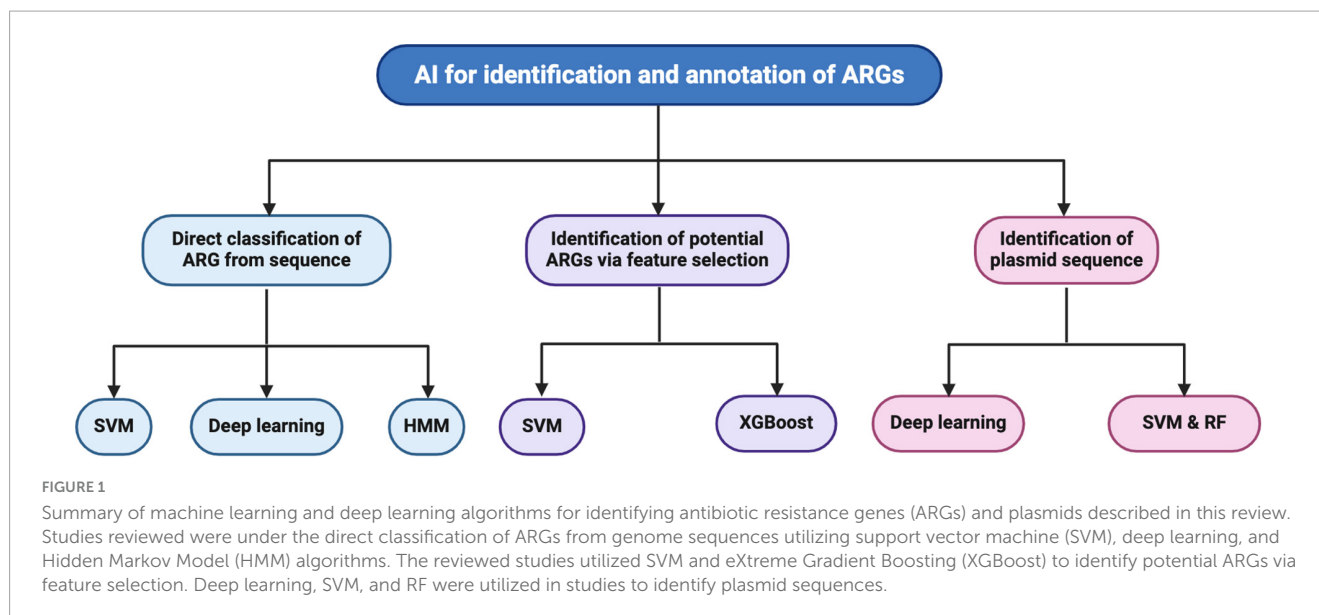 AI for identification and annotation of ARGs
Direct classification of
ARG from sequence
Identification of potential
ARGs via feature selection
Identification of
plasmid sequence
SVM
Deep learning
HMM
SVM
XGBoost
Deep learning
SVM & RF
FIGURE 1
Summary of machine learning and deep learning algorithms for identifying antibiotic resistance genes (ARGs) and plasmids described in this review.
Studies reviewed were under the direct classification of ARGs from genome sequences utilizing support vector machine (SVM), deep learning, and
Hidden Markov Model (HMM) algorithms. The reviewed studies utilized SVM and eXtreme Gradient Boosting (XGBoost) to identify potential ARGs via
feature selection. Deep learning, SVM, and RF were utilized in studies to identify plasmid sequences.